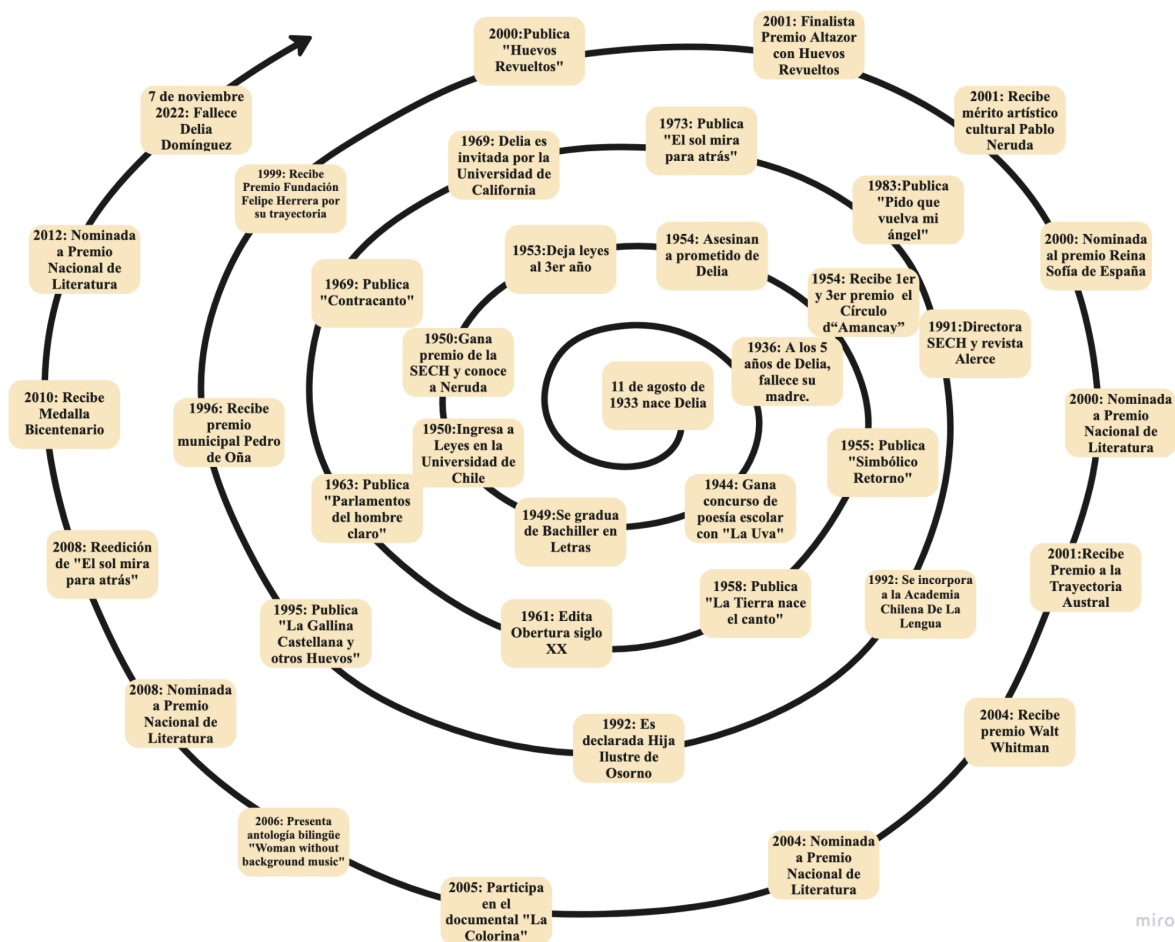 11 de agosto de
1933 nace Delia
1936: A los 5
años de Delia,
fallece su
madre.
1944: Gana
concurso de
poesía escolar
con "La Uva"
1949:Se gradua
de Bachiller en
Letras
1950:Ingresa a
Leyes en la
Universidad de
Chile
1950:Gana
premio de la
SECH y conoce
a Neruda
1953:Deja leyes
al 3er año
1954: Asesinan
a prometido de
Delia
1954: Recibe 1er
y 3er premio el
Círculo
d“Amancay”
1955: Publica
"Simbólico
Retorno"
1958: Publica
"La Tierra nace
el canto"
1961: Edita
Obertura siglo
XX
1963: Publica
"Parlamentos
del hombre
claro"
1969: Publica
"Contracanto"
1969: Delia es
invitada por la
Universidad de
California
1973: Publica
"El sol mira
para atrás"
1983:Publica
"Pido que
vuelva mi
ángel"
1991:Directora
SECH y revista
Alerce
1992: Se incorpora
a la Academia
Chilena De La
Lengua
1992: Es
declarada Hija
Ilustre de
Osorno
1995: Publica
"La Gallina
Castellana y
otros Huevos"
1996: Recibe
premio
municipal Pedro
de Oña
1999: Recibe
Premio Fundación
Felipe Herrera por
su trayectoria
2000:Publica
"Huevos
Revueltos"
2001: Finalista
Premio Altazor
con Huevos
Revueltos
2001: Recibe
mérito artístico
cultural Pablo
Neruda
2000: Nominada
al premio Reina
Sofía de España
2000: Nominada
a Premio
Nacional de
Literatura
2001:Recibe
Premio a la
Trayectoria
Austral
2004: Recibe
premio Walt
Whitman
2004: Nominada
a Premio
Nacional de
Literatura
2005: Participa
en el
documental "La
Colorina"
2006: Presenta
antología bilingüe
"Woman without
background music"
2008: Nominada
a Premio
Nacional de
Literatura
2008: Reedición
de "El sol mira
para atrás"
2010: Recibe
Medalla
Bicentenario
2012: Nominada
a Premio
Nacional de
Literatura
7 de noviembre
2022: Fallece
Delia
Domínguez
miro